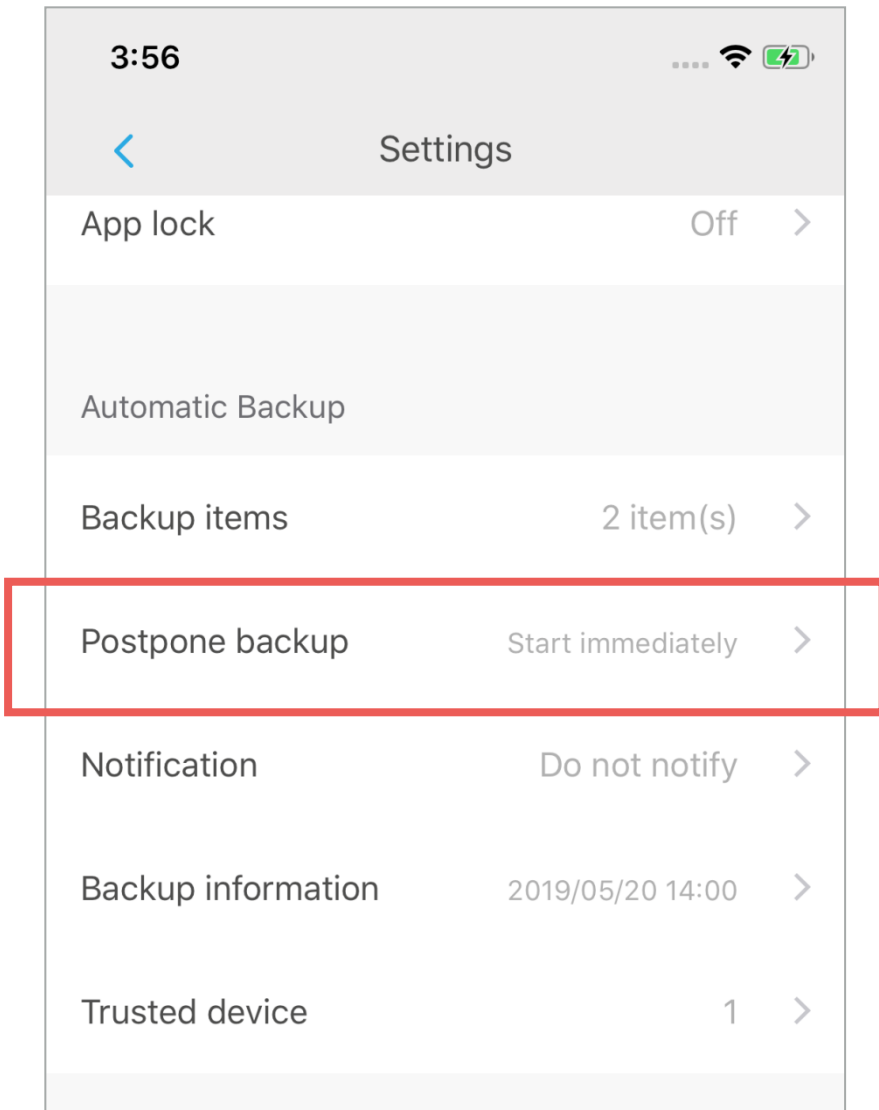 3:56
Settings
App lock Off
Automatic Backup
Backup items 2 item(s)
Postpone backup Start immediately
Notification Do not notify
Backup information 2019/05/20 14:00
Trusted device 1